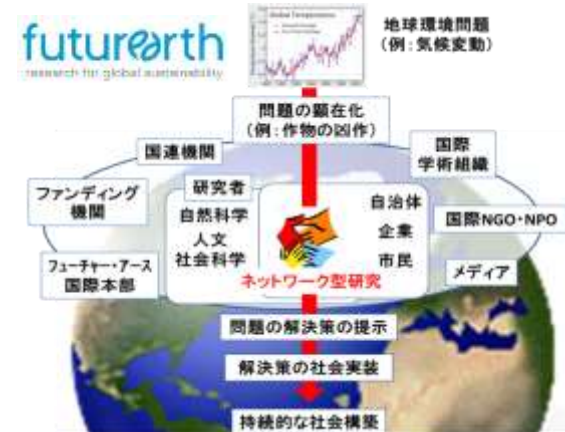 futurearth
research for global sustainability
Global Temperatures
地球環境問題
(例:気候変動)
問題の顕在化
(例:作物の凶作)
国連機関
国際
学術組織
ファンディング
機関
研究者
自然科学
人文
社会科学
自治体
企業
市民
国際NGO・NPO
フューチャー・アース
国際本部
メディア
ネットワーク型研究
問題の解決策の提示
解決策の社会実装
持続的な社会構築